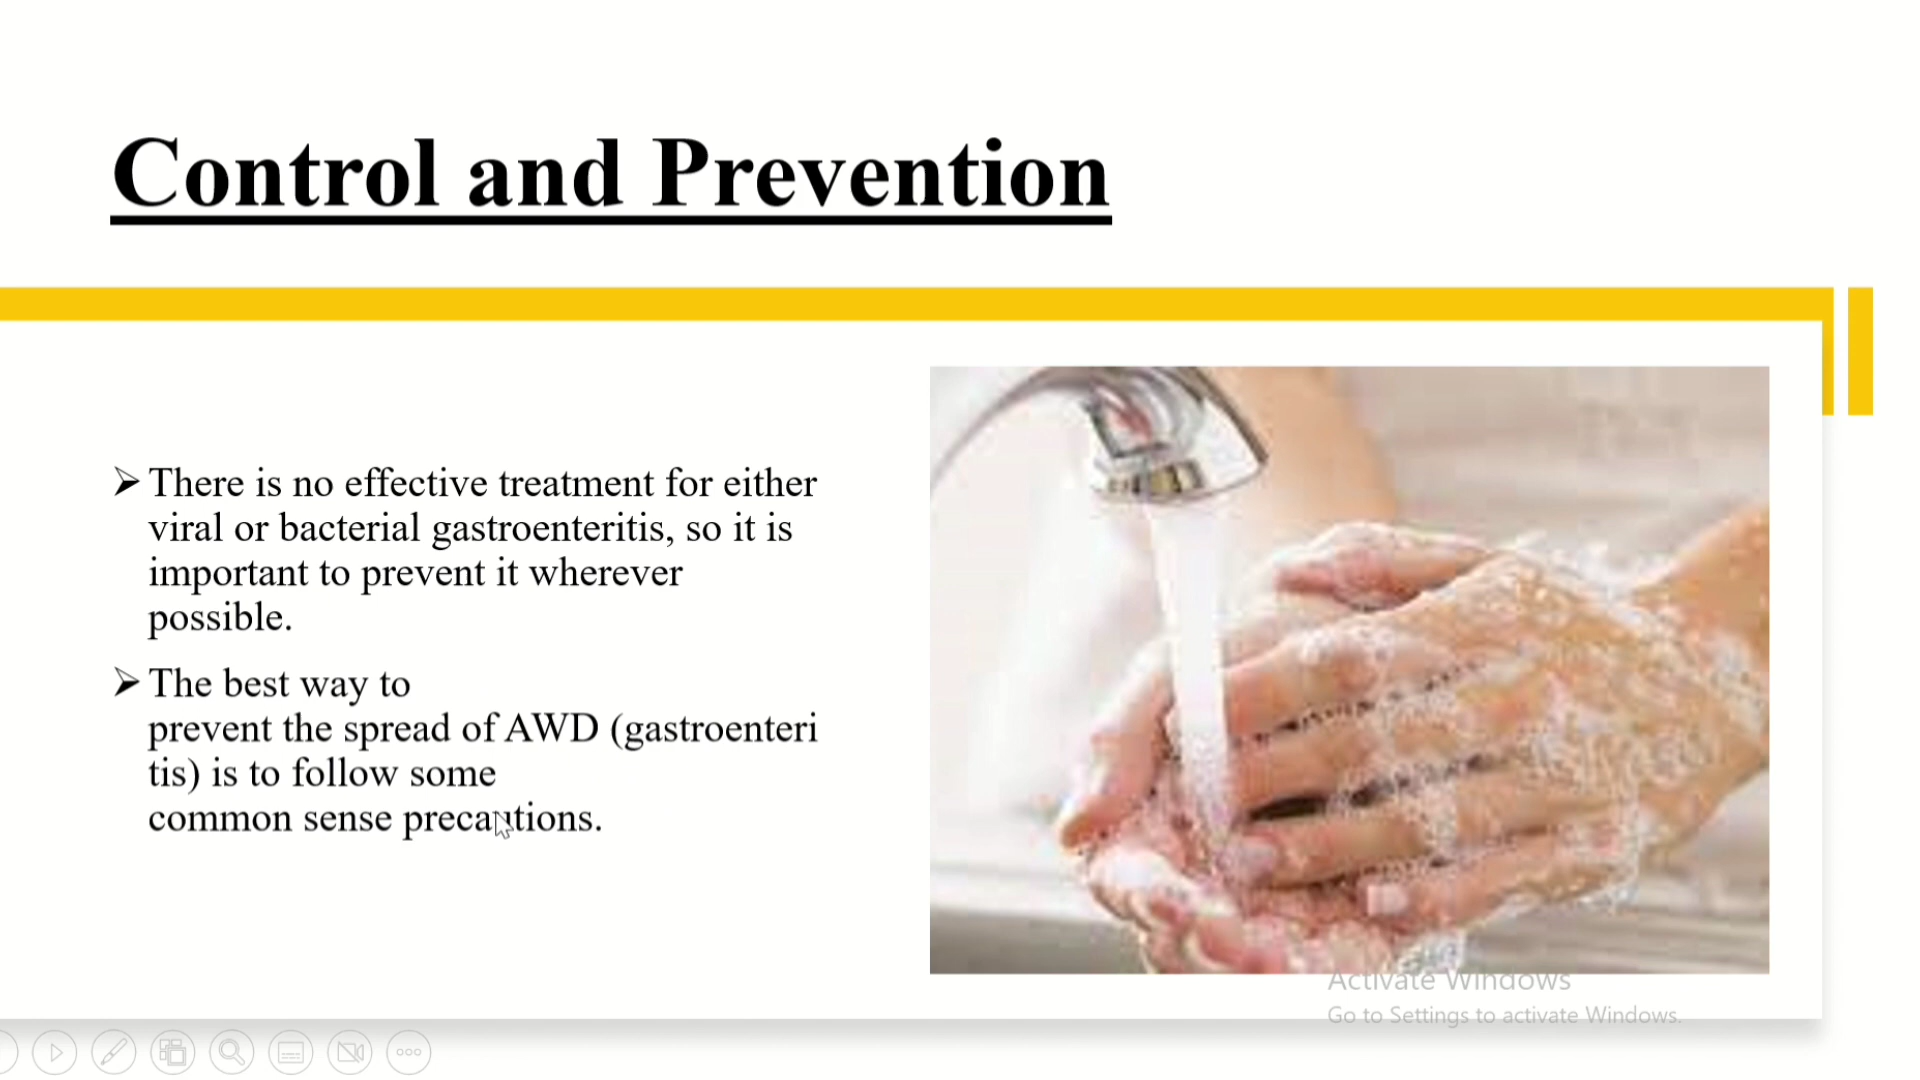 Control and Prevention
There is no effective treatment for either
viral or bacterial gastroenteritis, so it is
important to prevent it wherever
possible.
The best way to
prevent the spread of AWD (gastroenteri
tis) is to follow some
common sense precautions.
Activate Windows
Go to Settings to activate Windows.